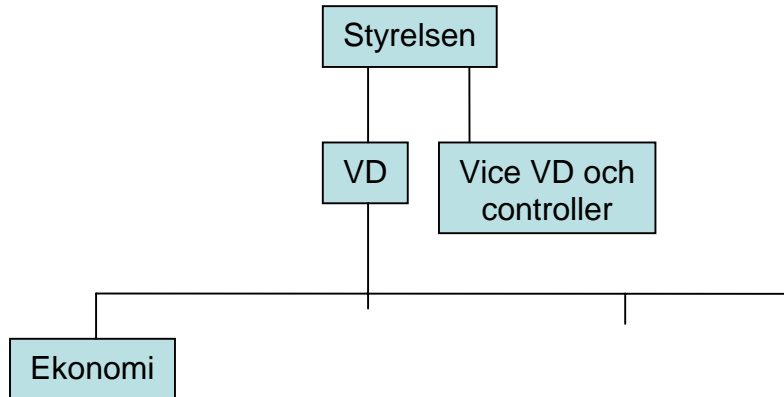 Styrelsen
VD
Vice VD och
controller
Ekonomi